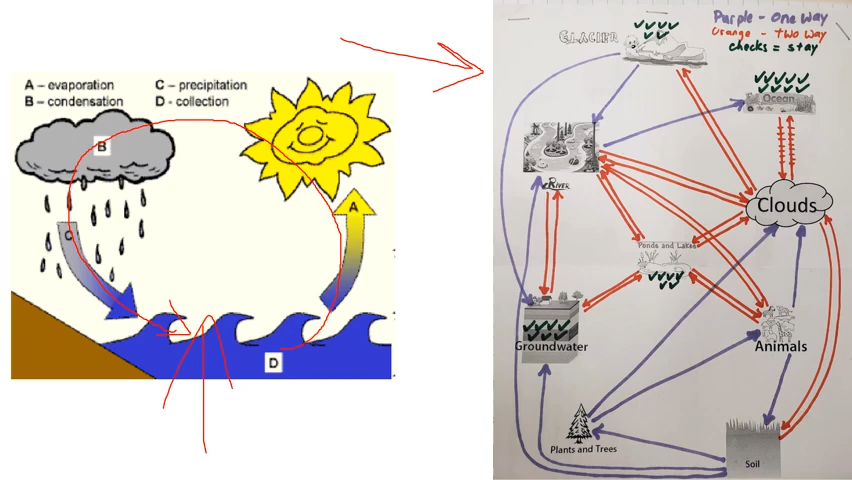 A – evaporation
B – condensation
C – precipitation
D – collection
B
C
A
D
Purple - One Way
Orange - Two Way
checks = stay
GLACIER
Ocean
River
Clouds
Ponds and Lakes
Groundwater
Animals
Plants and Trees
Soil